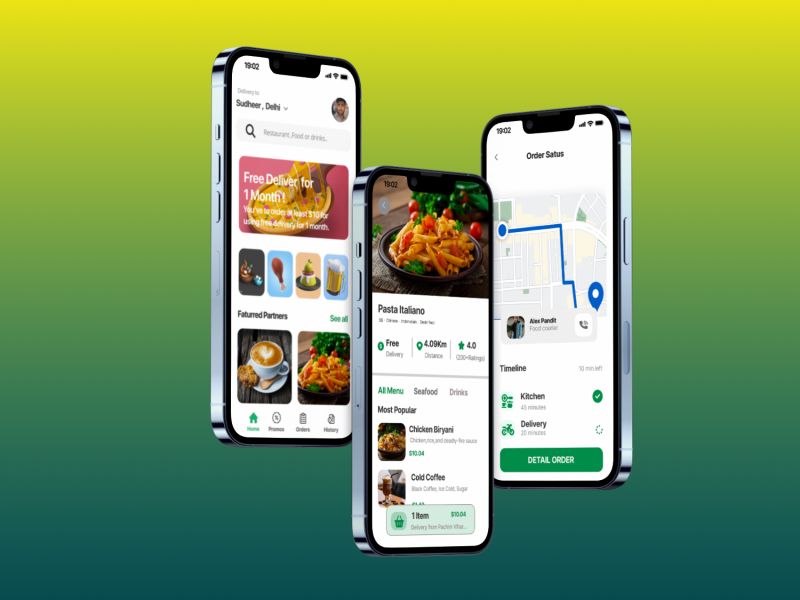 19:02
Delivery to
Sudheer , Delhi
Restaurant ,Food or drinks..
Free Deliver for
1 Month!
You've to order at least $10 for
using free delivery for 1 month.
Faturred Partners
See all
Home
Promos
Orders
History
19:02
Pasta Italiano
Free
Delivery
4.09Km
Distance
4.0
(200+Ratings)
All Menu
Seafood
Drinks
Most Popular
Chicken Biryani
Chicken,rice,and deadly-fire sauce
$10.04
Cold Coffee
Black Coffee, Ice Cold, Sugar
1 Item
$10.04
Delivery from Pachim Vihar...
19:02
Order Satus
Alex Pandit
Food courier
Timeline
10 min left
Kitchen
45 minutes
Delivery
20 minutes
DETAIL ORDER